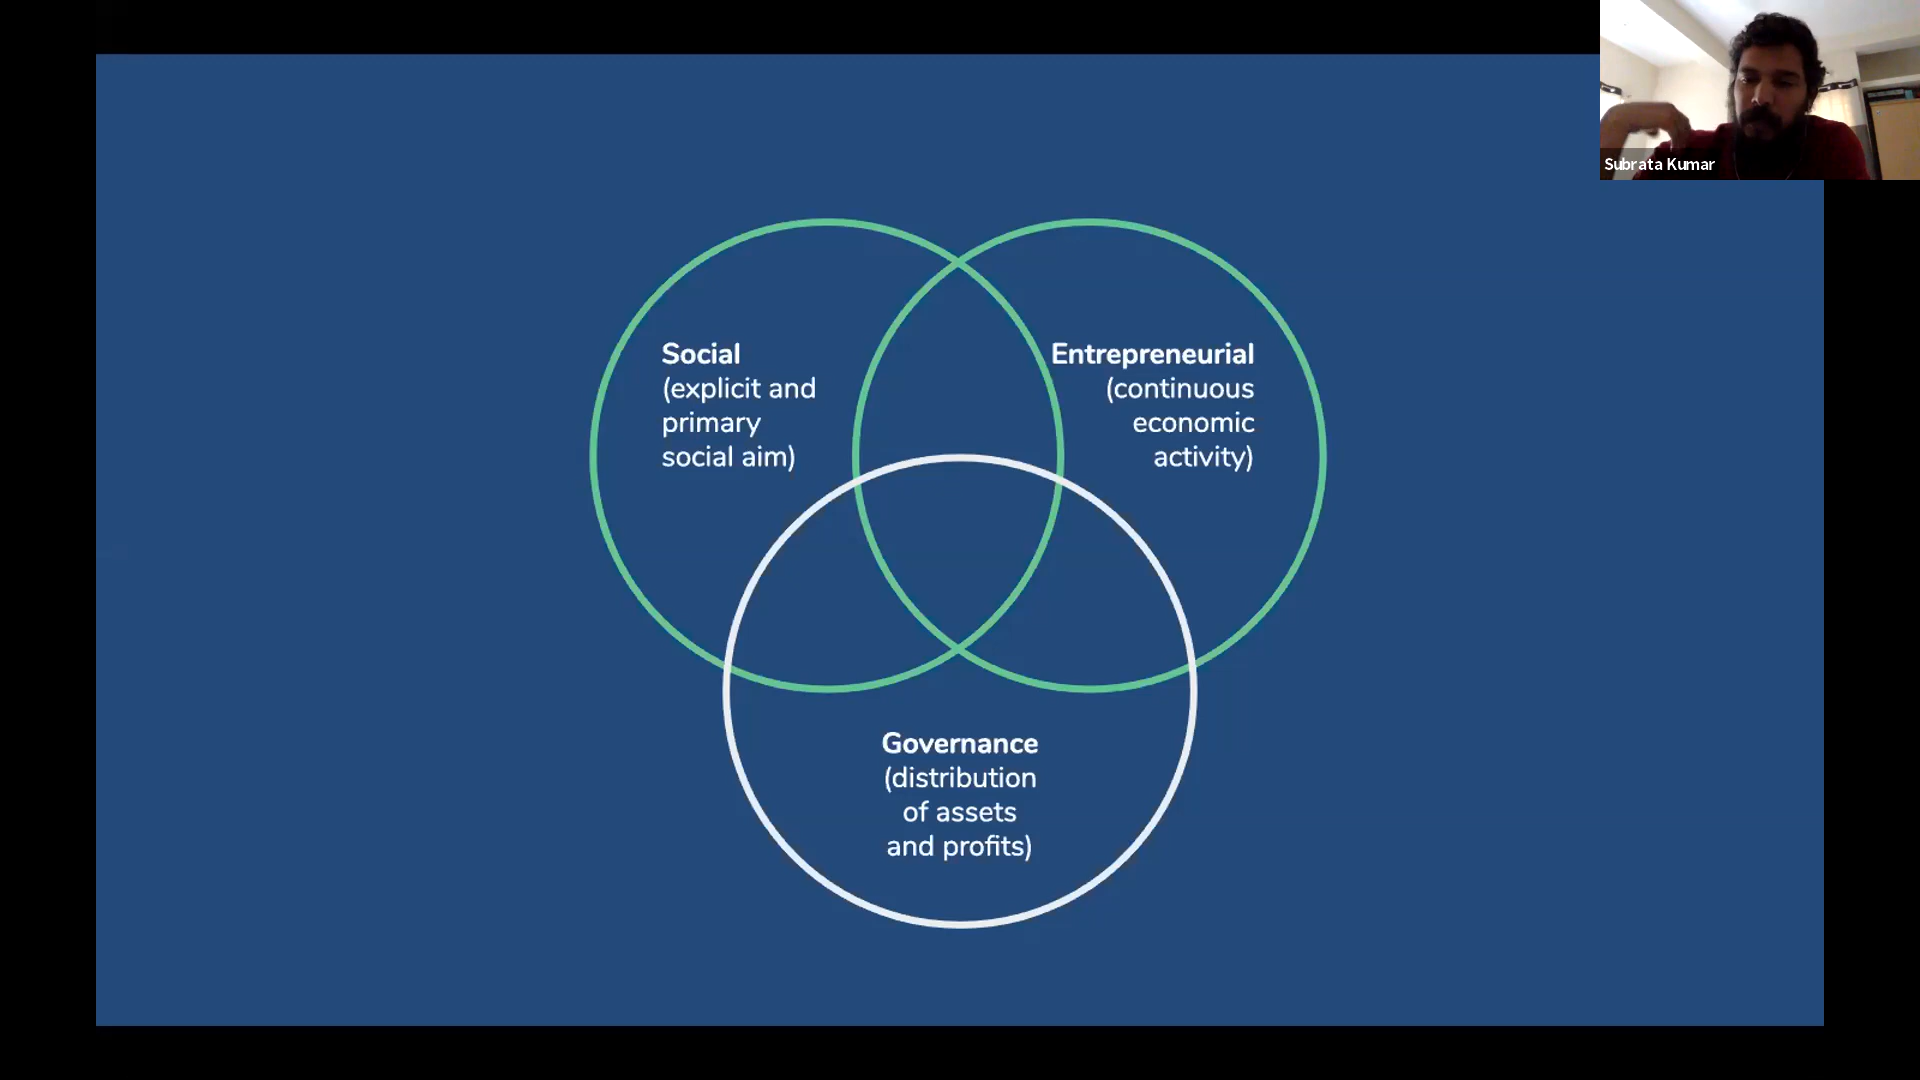 Subrata Kumar
Social
(explicit and
primary
social aim)
Entrepreneurial
(continuous
economic
activity)
Governance
(distribution
of assets
and profits)